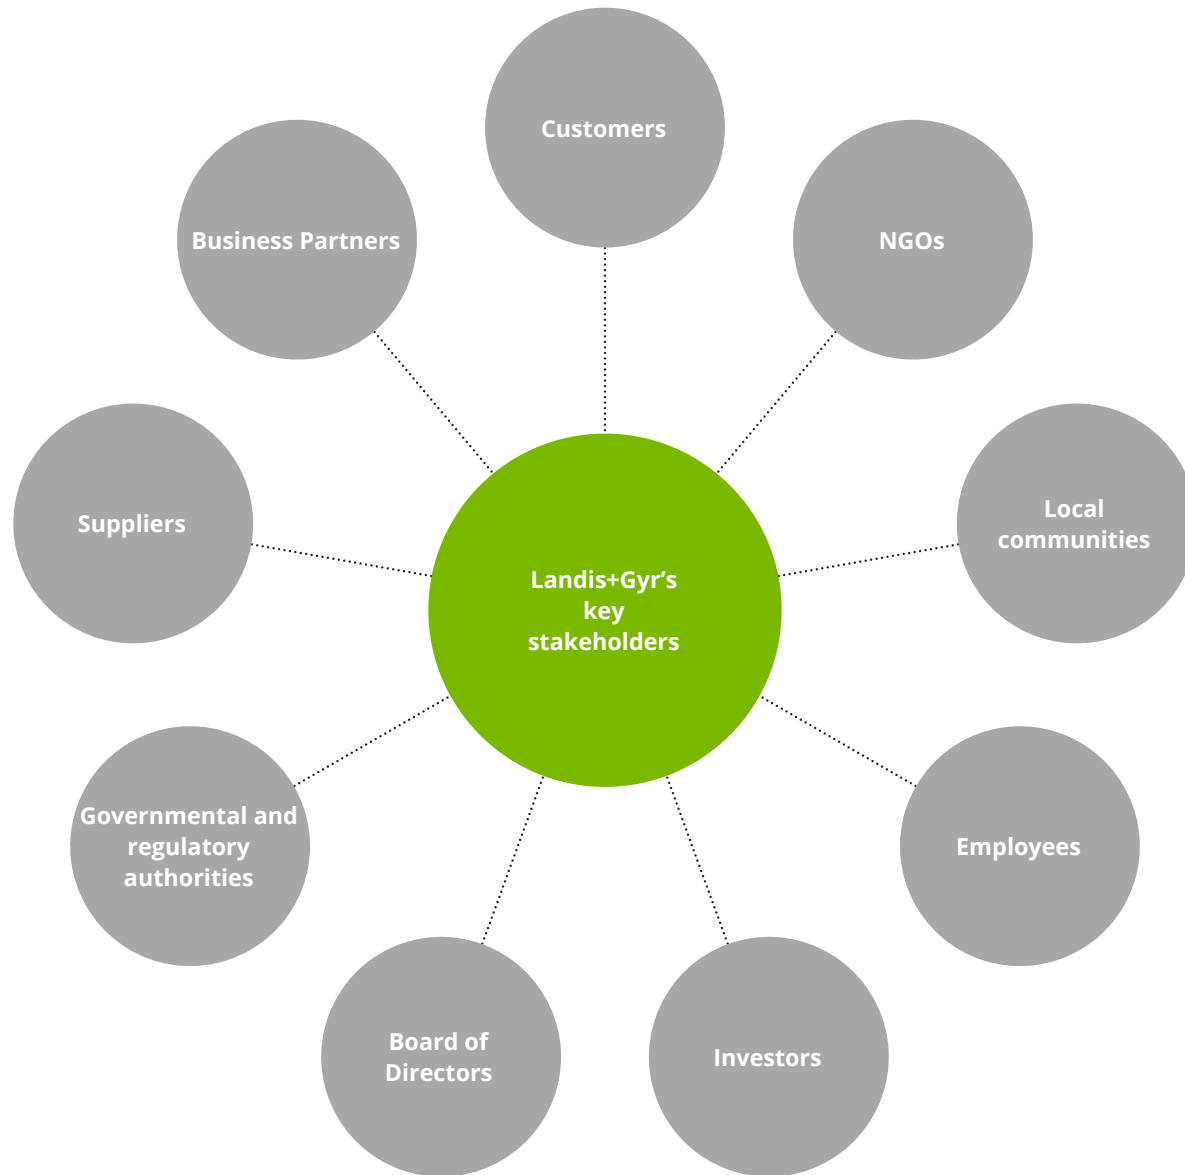 Customers
Business Partners
NGOs
Suppliers
Local
communities
Landis+Gyr’s
key
stakeholders
Governmental and
regulatory
authorities
Employees
Board of
Directors
Investors